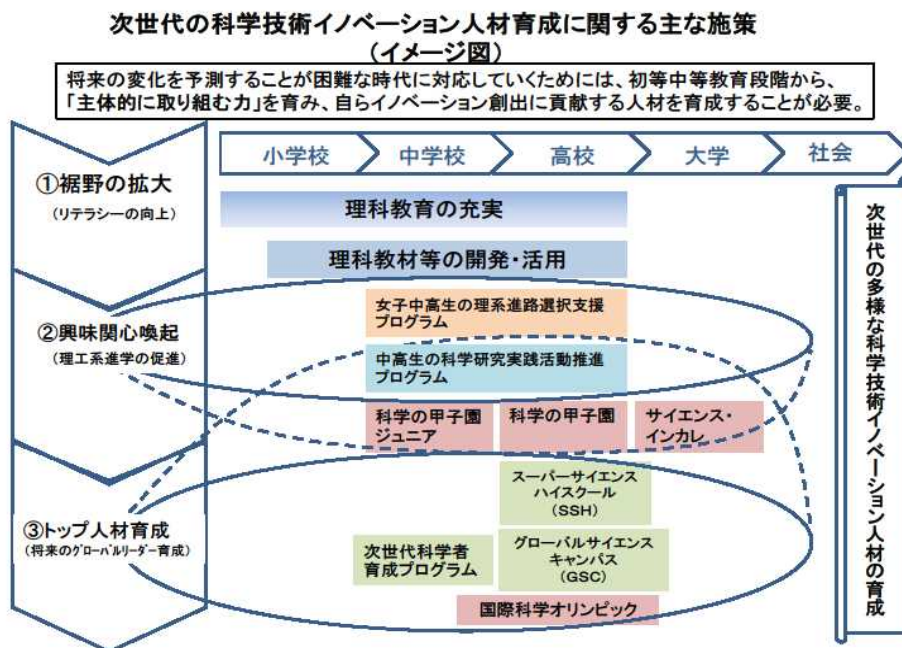 次世代の科学技術イノベーション人材育成に関する主な施策
（イメージ図）
将来の変化を予測することが困難な時代に対応していくためには、初等中等教育段階から、
「主体的に取り組む力」を育み、自らイノベーション創出に貢献する人材を育成することが必要。
小学校
中学校
高校
大学
社会
①裾野の拡大
（リテラシーの向上）
理科教育の充実
理科教材等の開発・活用
②興味関心喚起
（理工系進学の促進）
女子中高生の理系進路選択支援
プログラム
中高生の科学研究実践活動推進
プログラム
科学の甲子園
ジュニア
科学の甲子園
サイエンス・
インカレ
③トップ人材育成
（将来のｸﾞﾛｰﾊﾞﾙﾘｰﾀﾞｰ育成）
スーパーサイエンス
ハイスクール
（SSH）
次世代科学者
育成プログラム
グローバルサイエンス
キャンパス
（GSC）
国際科学オリンピック
次世代の多様な科学技術イノベーション人材の育成